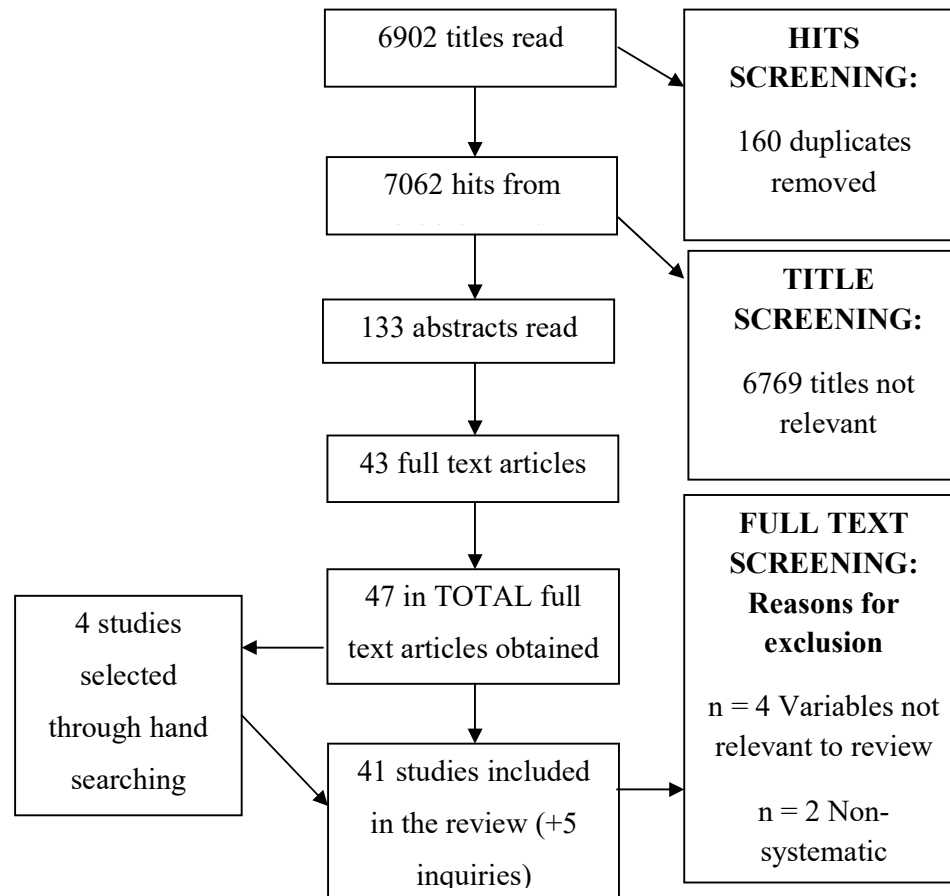 6902 titles read
HITS
SCREENING:
160 duplicates
removed
7062 hits from
TITLE
SCREENING:
6769 titles not
relevant
133 abstracts read
43 full text articles
FULL TEXT
SCREENING:
Reasons for
exclusion
n = 4 Variables not
relevant to review
n = 2 Non-
systematic
47 in TOTAL full
text articles obtained
4 studies
selected
through hand
searching
41 studies included
in the review (+5
inquiries)